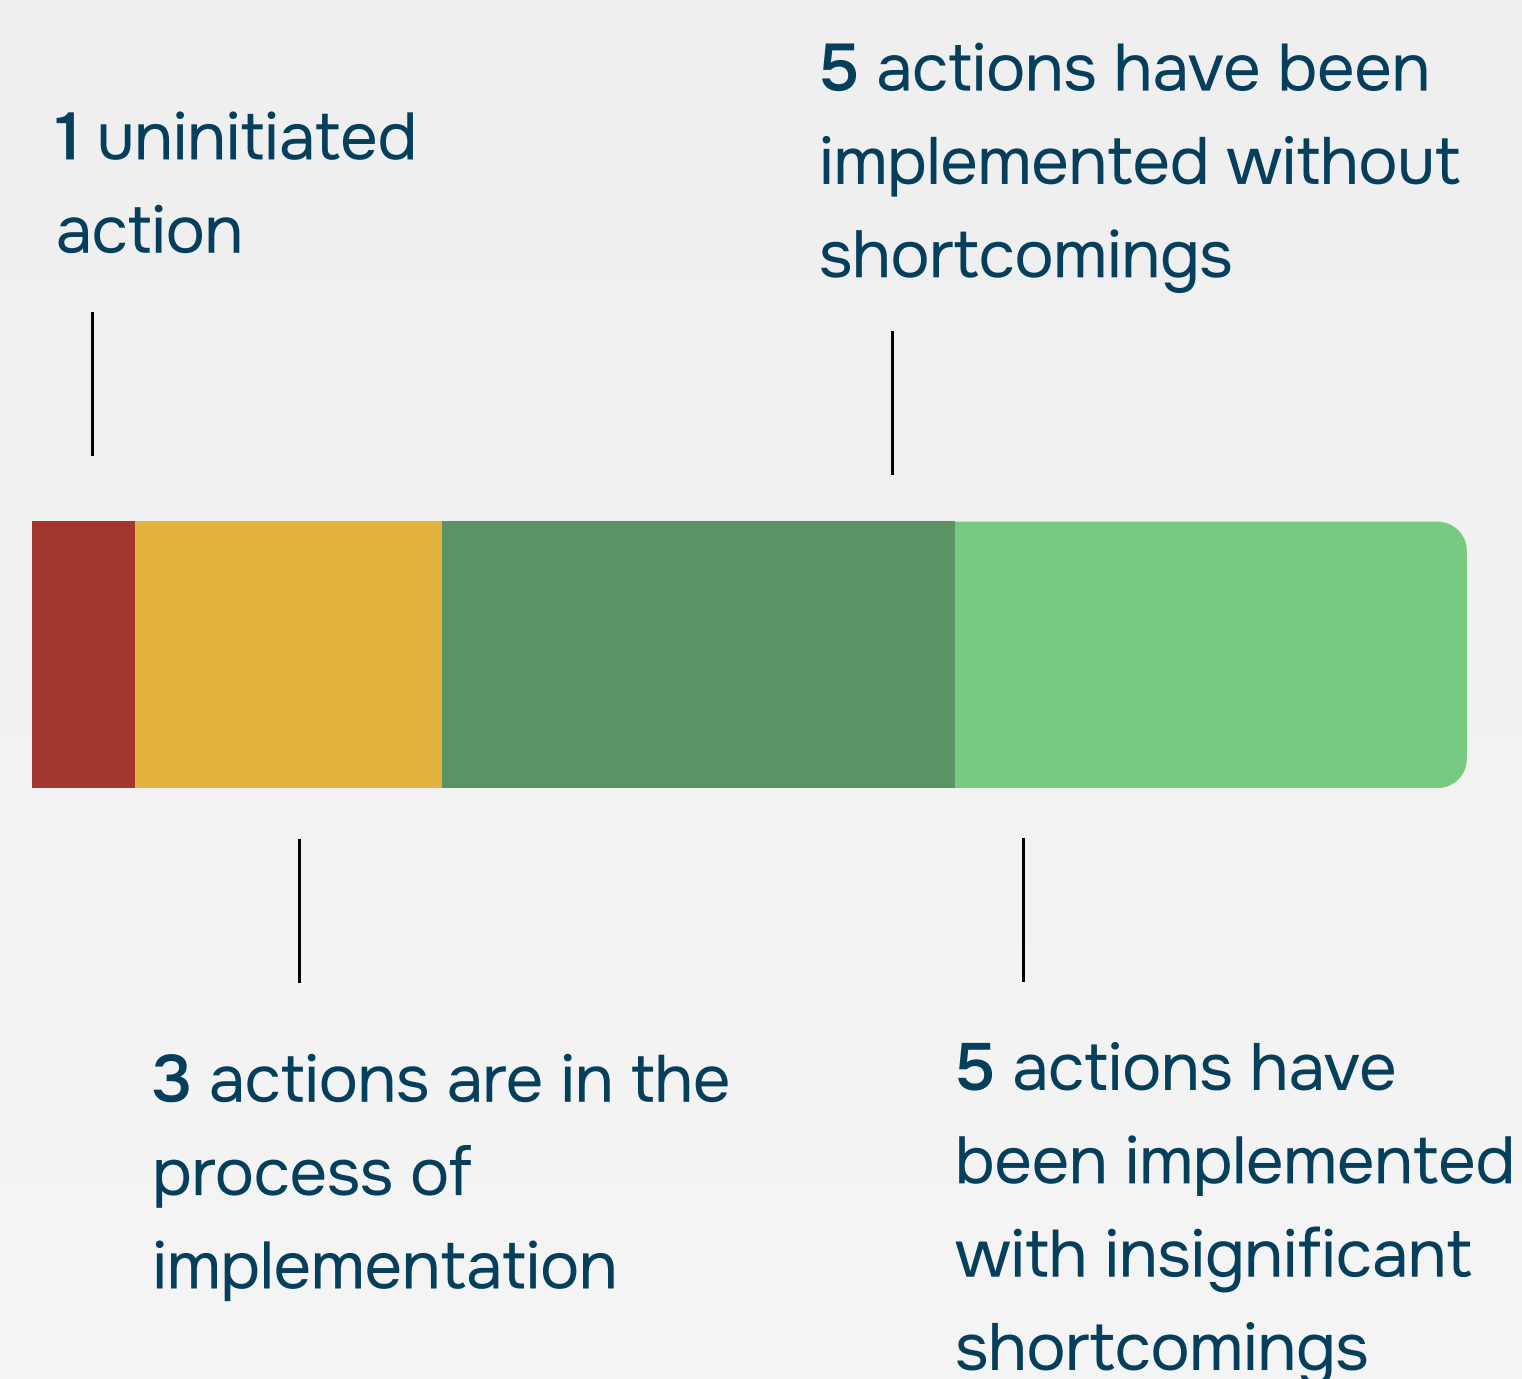 1 uninitiated
action
5 actions have been
implemented without
shortcomings
3 actions are in the
process of
implementation
5 actions have
been implemented
with insignificant
shortcomings